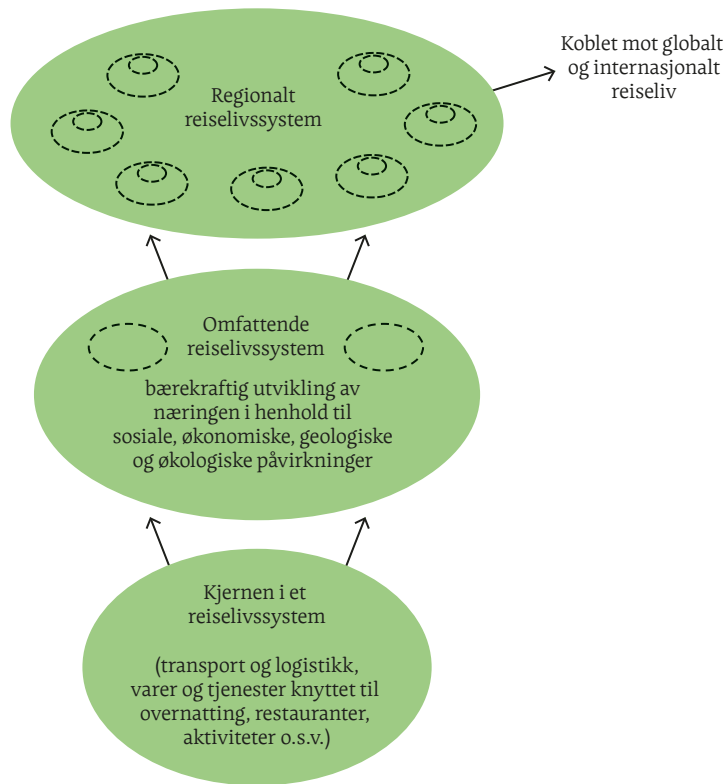 Koblet mot globalt
og internasjonalt
reiseliv
Regionalt
reiselivssystem
Omfattende
reiselivssystem
bærekraftig utvikling av
næringen i henhold til
sosiale, økonomiske, geologiske
og økologiske påvirkninger
Kjernen i et
reiselivssystem
(transport og logistikk,
varer og tjenester knyttet til
overnatting, restauranter,
aktiviteter o.s.v.)